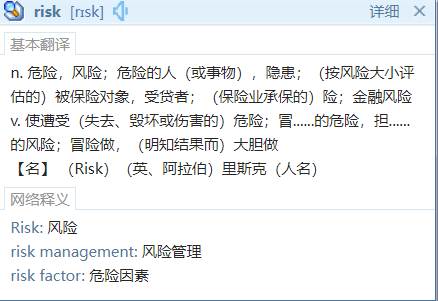 risk [rɪsk] 详细
基本翻译
n. 危险，风险；危险的人（或事物），隐患；（按风险大小评
估的）被保险对象，受贷者；（保险业承保的）险；金融风险
v. 使遭受（失去、毁坏或伤害的）危险；冒……的危险，担……
的风险；冒险做，（明知结果而）大胆做
【名】（Risk）（英、阿拉伯）里斯克（人名）
网络释义
Risk: 风险
risk management: 风险管理
risk factor: 危险因素